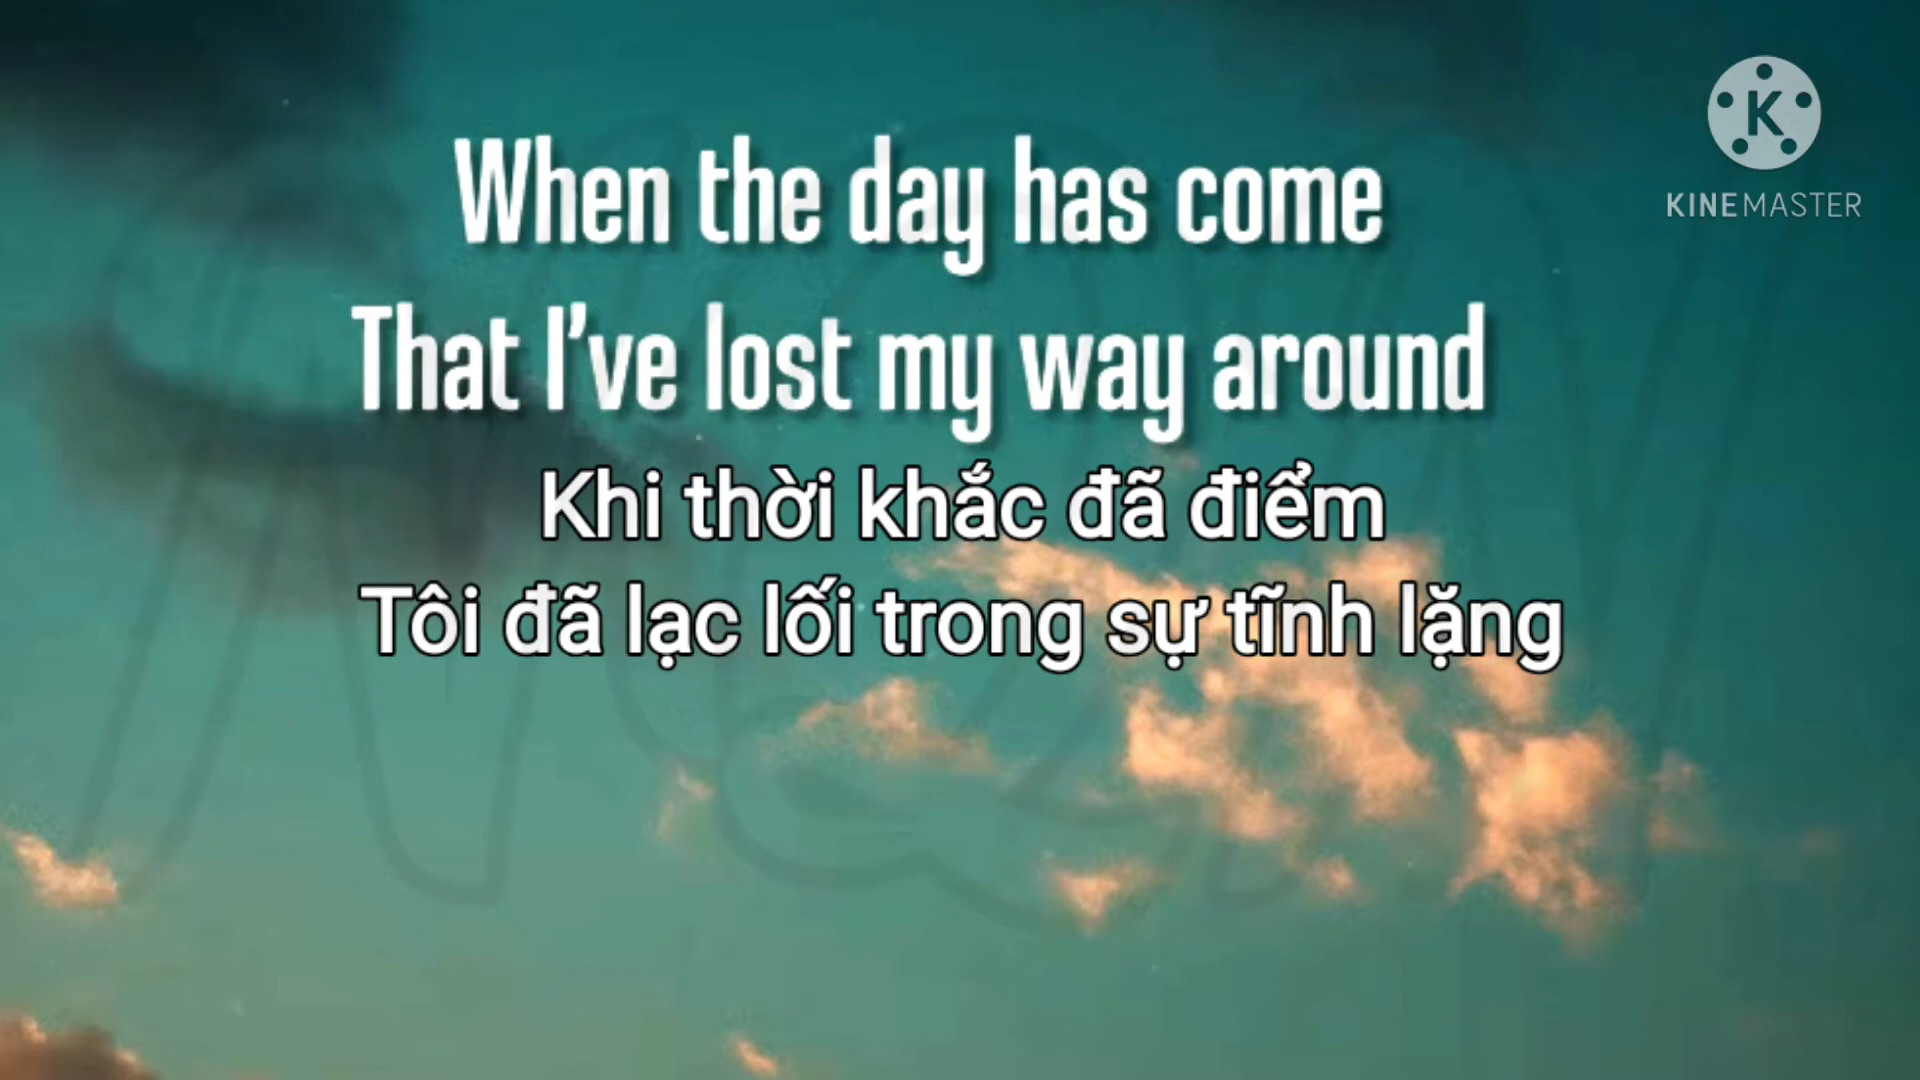 When the day has come
That I've lost my way around
Khi thời khắc đã điểm
Tôi đã lạc lối trong sự tĩnh lặng
K
KINEMASTER